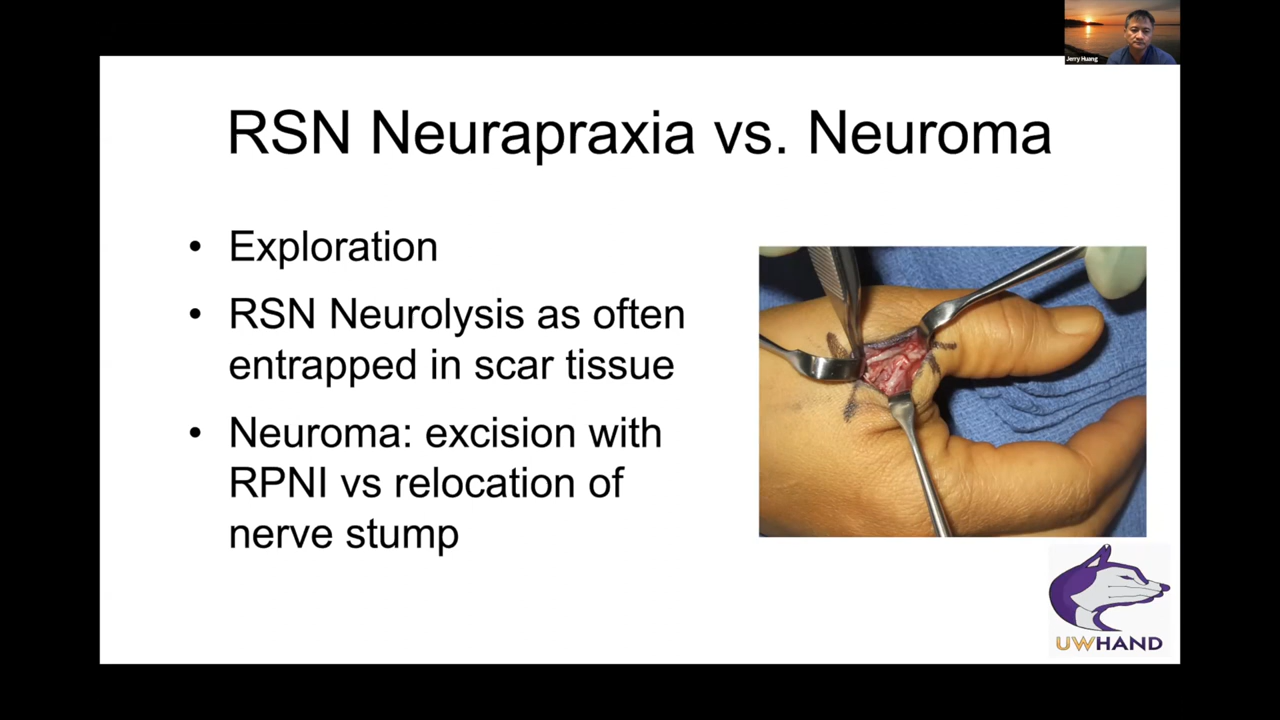 Jerry Huang
RSN Neurapraxia vs. Neuroma
• Exploration
• RSN Neurolysis as often
entrapped in scar tissue
• Neuroma: excision with
RPNI vs relocation of
nerve stump
UWHAND